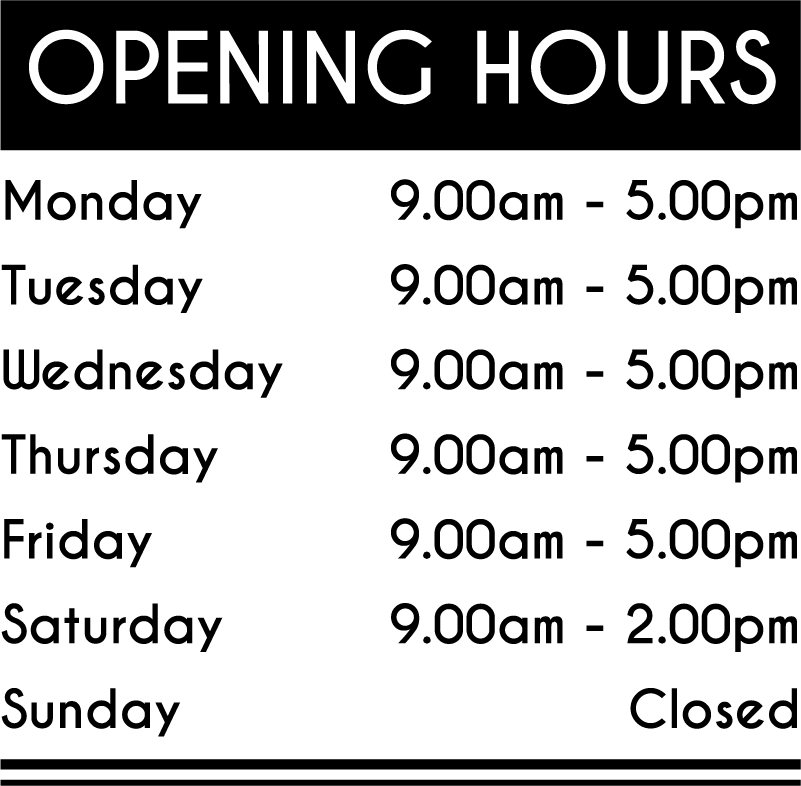 OPENING HOURS
Monday 9.00am - 5.00pm
Tuesday 9.00am - 5.00pm
Wednesday 9.00am - 5.00pm
Thursday 9.00am - 5.00pm
Friday 9.00am - 5.00pm
Saturday 9.00am - 2.00pm
Sunday Closed